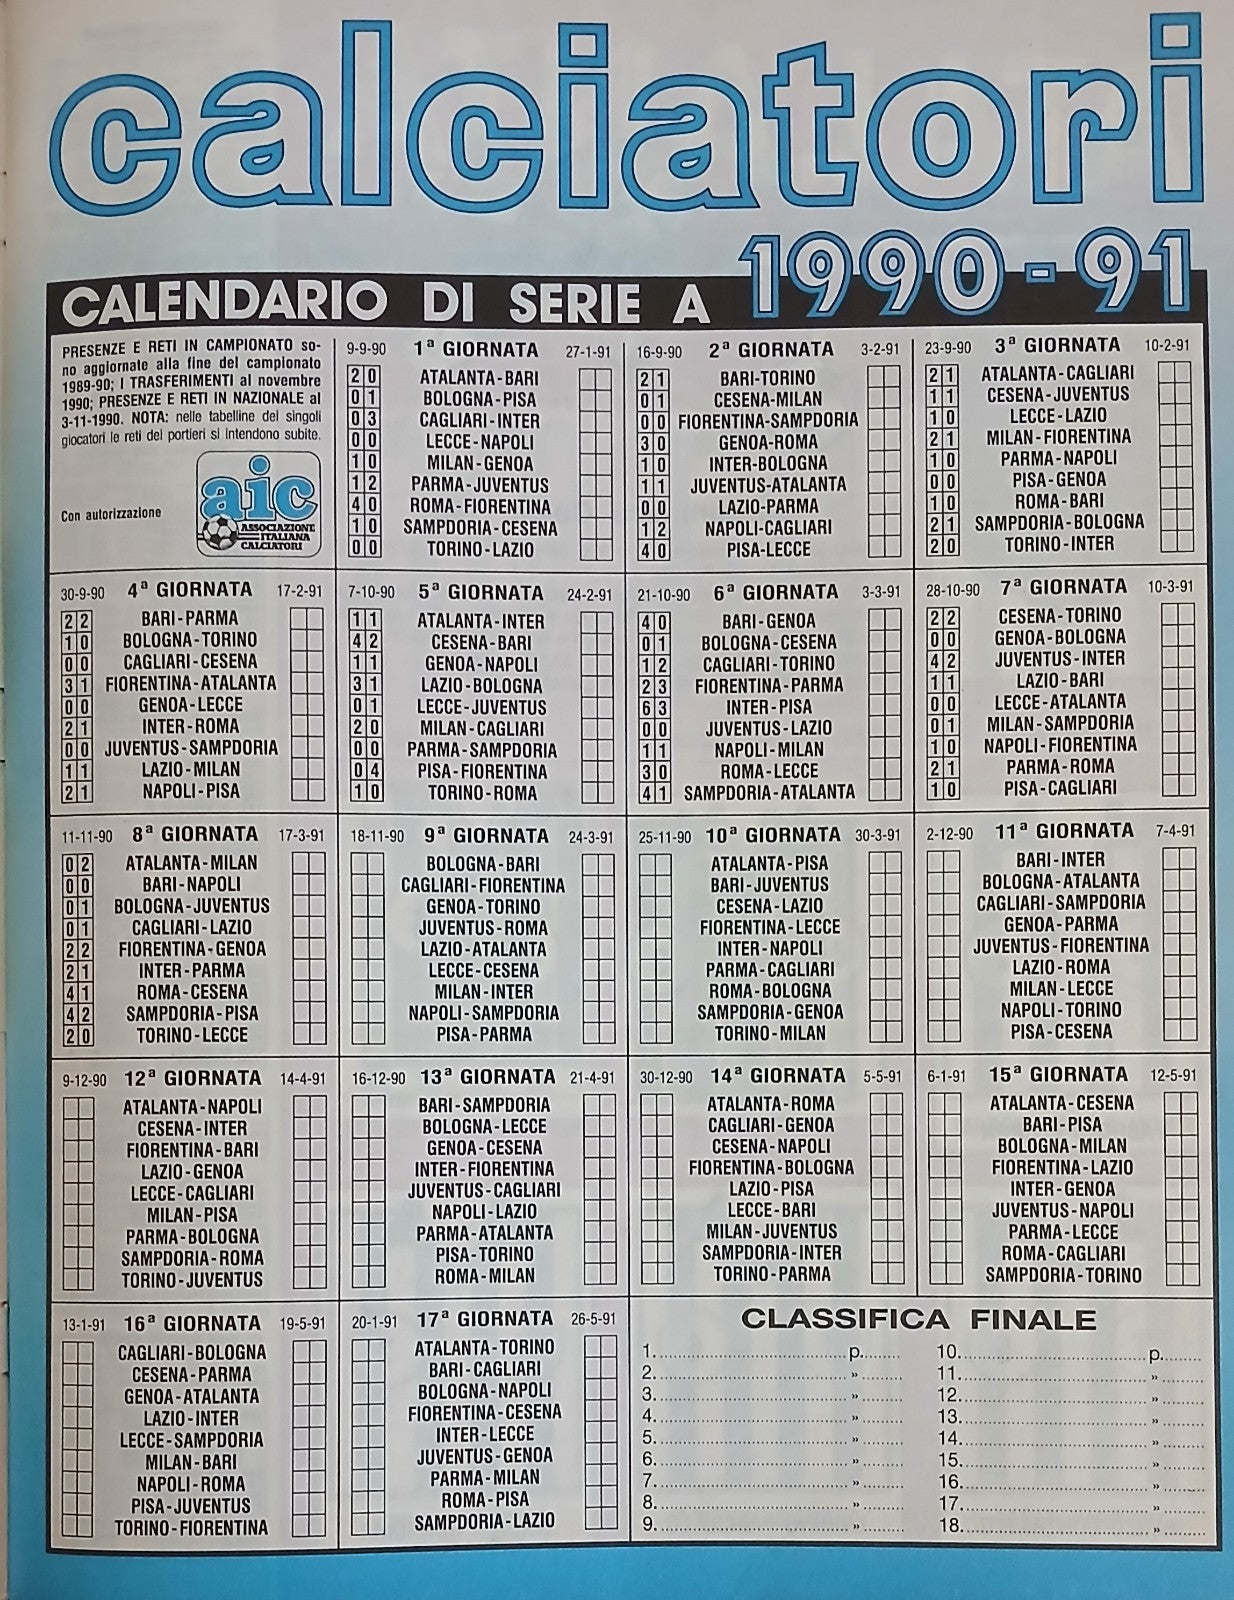 calciatori
1990-91
CALENDARIO DI SERIE A
PRESENZE E RETI IN CAMPIONATO so-
no aggiornate alla fine del campionato
1989-90; I TRASFERIMENTI al novembre
1990; PRESENZE E RETI IN NAZIONALE al
3-11-1990. NOTA: nelle tabelline dei singoli
giocatori le reti dei portieri si intendono subite.
Con autorizzazione
aic
ASSOCIAZIONE
ITALIANA
CALCIATORI
9-9-90 1ª GIORNATA 27-1-91
2 0 ATALANTA-BARI
0 1 BOLOGNA-PISA
0 3 CAGLIARI-INTER
0 0 LECCE-NAPOLI
1 0 MILAN-GENOA
1 2 PARMA-JUVENTUS
4 0 ROMA-FIORENTINA
1 0 SAMPDORIA-CESENA
0 0 TORINO-LAZIO
16-9-90 2ª GIORNATA 3-2-91
2 1 BARI-TORINO
0 1 CESENA-MILAN
0 0 FIORENTINA-SAMPDORIA
3 0 GENOA-ROMA
1 0 INTER-BOLOGNA
1 1 JUVENTUS-ATALANTA
0 0 LAZIO-PARMA
1 2 NAPOLI-CAGLIARI
4 0 PISA-LECCE
23-9-90 3ª GIORNATA 10-2-91
2 1 ATALANTA-CAGLIARI
1 1 CESENA-JUVENTUS
1 0 LECCE-LAZIO
2 1 MILAN-FIORENTINA
1 0 PARMA-NAPOLI
0 0 PISA-GENOA
1 0 ROMA-BARI
2 1 SAMPDORIA-BOLOGNA
2 0 TORINO-INTER
30-9-90 4ª GIORNATA 17-2-91
2 2 BARI-PARMA
1 0 BOLOGNA-TORINO
0 0 CAGLIARI-CESENA
3 1 FIORENTINA-ATALANTA
0 0 GENOA-LECCE
2 1 INTER-ROMA
0 0 JUVENTUS-SAMPDORIA
1 1 LAZIO-MILAN
2 1 NAPOLI-PISA
7-10-90 5ª GIORNATA 24-2-91
1 1 ATALANTA-INTER
4 2 CESENA-BARI
1 1 GENOA-NAPOLI
3 1 LAZIO-BOLOGNA
0 1 LECCE-JUVENTUS
2 0 MILAN-CAGLIARI
0 0 PARMA-SAMPDORIA
0 4 PISA-FIORENTINA
1 0 TORINO-ROMA
21-10-90 6ª GIORNATA 3-3-91
4 0 BARI-GENOA
0 1 BOLOGNA-CESENA
1 2 CAGLIARI-TORINO
2 3 FIORENTINA-PARMA
6 3 INTER-PISA
0 0 JUVENTUS-LAZIO
1 1 NAPOLI-MILAN
3 0 ROMA-LECCE
4 1 SAMPDORIA-ATALANTA
28-10-90 7ª GIORNATA 10-3-91
2 2 CESENA-TORINO
0 0 GENOA-BOLOGNA
4 2 JUVENTUS-INTER
1 1 LAZIO-BARI
0 0 LECCE-ATALANTA
0 1 MILAN-SAMPDORIA
1 0 NAPOLI-FIORENTINA
2 1 PARMA-ROMA
1 0 PISA-CAGLIARI
11-11-90 8ª GIORNATA 17-3-91
0 2 ATALANTA-MILAN
0 0 BARI-NAPOLI
0 1 BOLOGNA-JUVENTUS
0 1 CAGLIARI-LAZIO
2 2 FIORENTINA-GENOA
2 1 INTER-PARMA
4 1 ROMA-CESENA
4 2 SAMPDORIA-PISA
2 0 TORINO-LECCE
18-11-90 9ª GIORNATA 24-3-91
BOLOGNA-BARI
CAGLIARI-FIORENTINA
GENOA-TORINO
JUVENTUS-ROMA
LAZIO-ATALANTA
LECCE-CESENA
MILAN-INTER
NAPOLI-SAMPDORIA
PISA-PARMA
25-11-90 10ª GIORNATA 30-3-91
ATALANTA-PISA
BARI-JUVENTUS
CESENA-LAZIO
FIORENTINA-LECCE
INTER-NAPOLI
PARMA-CAGLIARI
ROMA-BOLOGNA
SAMPDORIA-GENOA
TORINO-MILAN
2-12-90 11ª GIORNATA 7-4-91
BARI-INTER
BOLOGNA-ATALANTA
CAGLIARI-SAMPDORIA
GENOA-PARMA
JUVENTUS-FIORENTINA
LAZIO-ROMA
MILAN-LECCE
NAPOLI-TORINO
PISA-CESENA
9-12-90 12ª GIORNATA 14-4-91
ATALANTA-NAPOLI
CESENA-INTER
FIORENTINA-BARI
LAZIO-GENOA
LECCE-CAGLIARI
MILAN-PISA
PARMA-BOLOGNA
SAMPDORIA-ROMA
TORINO-JUVENTUS
16-12-90 13ª GIORNATA 21-4-91
BARI-SAMPDORIA
BOLOGNA-LECCE
GENOA-CESENA
INTER-FIORENTINA
JUVENTUS-CAGLIARI
NAPOLI-LAZIO
PARMA-ATALANTA
PISA-TORINO
ROMA-MILAN
30-12-90 14ª GIORNATA 5-5-91
ATALANTA-ROMA
CAGLIARI-GENOA
CESENA-NAPOLI
FIORENTINA-BOLOGNA
LAZIO-PISA
LECCE-BARI
MILAN-JUVENTUS
SAMPDORIA-INTER
TORINO-PARMA
6-1-91 15ª GIORNATA 12-5-91
ATALANTA-CESENA
BARI-PISA
BOLOGNA-MILAN
FIORENTINA-LAZIO
INTER-GENOA
JUVENTUS-NAPOLI
PARMA-LECCE
ROMA-CAGLIARI
SAMPDORIA-TORINO
13-1-91 16ª GIORNATA 19-5-91
CAGLIARI-BOLOGNA
CESENA-PARMA
GENOA-ATALANTA
LAZIO-INTER
LECCE-SAMPDORIA
MILAN-BARI
NAPOLI-ROMA
PISA-JUVENTUS
TORINO-FIORENTINA
20-1-91 17ª GIORNATA 26-5-91
ATALANTA-TORINO
BARI-CAGLIARI
BOLOGNA-NAPOLI
FIORENTINA-CESENA
INTER-LECCE
JUVENTUS-GENOA
PARMA-MILAN
ROMA-PISA
SAMPDORIA-LAZIO
CLASSIFICA FINALE
1. p.
2. »
3. »
4. »
5. »
6. »
7. »
8. »
9. »
10. p.
11. »
12. »
13. »
14. »
15. »
16. »
17. »
18. »